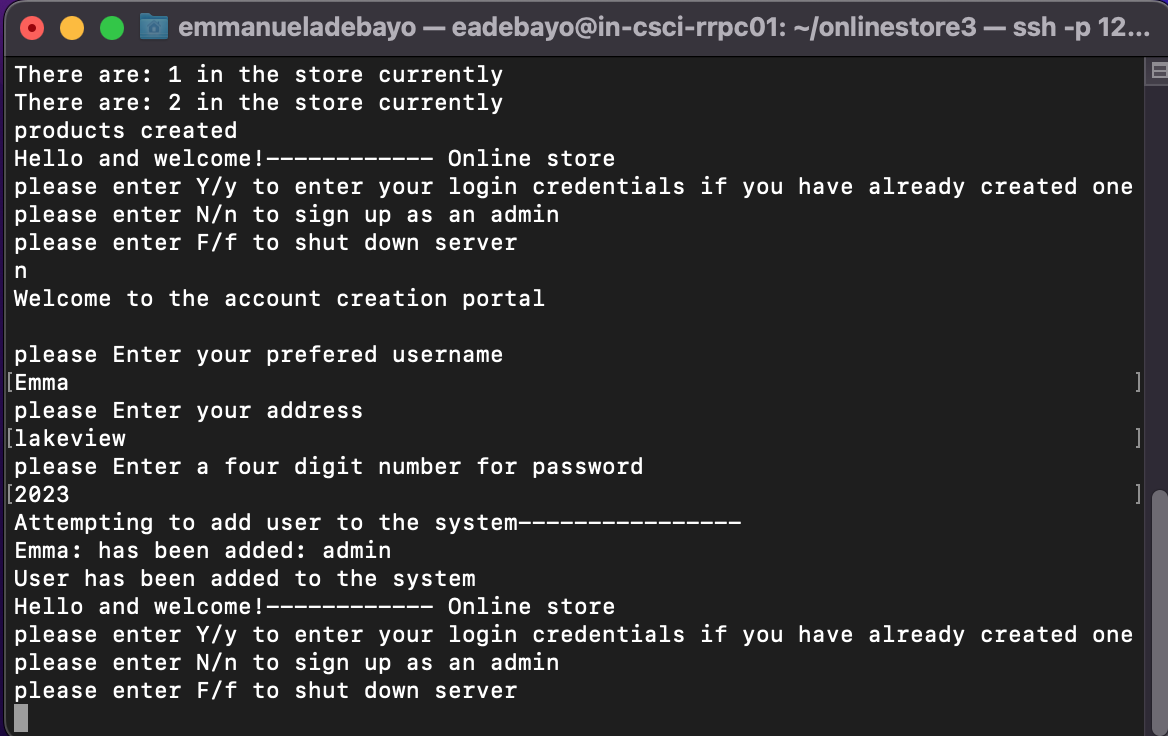 emmanueladebayo — eadebayo@in-csci-rrpc01: ~/onlinestore3 — ssh -p 12...
There are: 1 in the store currently
There are: 2 in the store currently
products created
Hello and welcome!------------ Online store
please enter Y/y to enter your login credentials if you have already created one
please enter N/n to sign up as an admin
please enter F/f to shut down server
n
Welcome to the account creation portal
please Enter your prefered username
[Emma ]
please Enter your address
[lakeview ]
please Enter a four digit number for password
[2023 ]
Attempting to add user to the system----------------
Emma: has been added: admin
User has been added to the system
Hello and welcome!------------ Online store
please enter Y/y to enter your login credentials if you have already created one
please enter N/n to sign up as an admin
please enter F/f to shut down server